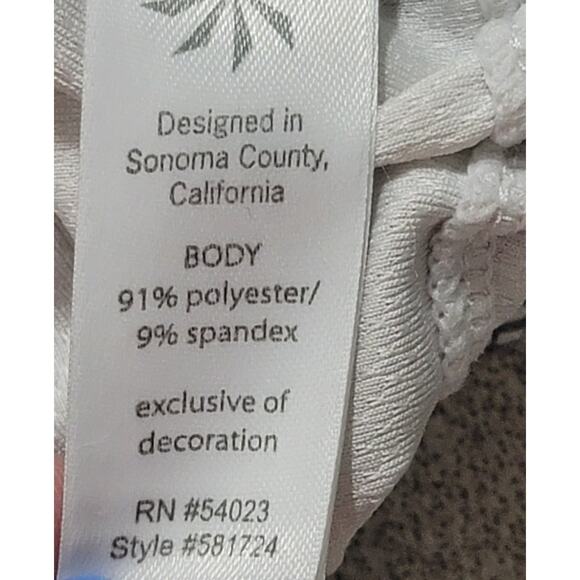 Designed in
Sonoma County,
California
BODY
91% polyester/
9% spandex
exclusive of
decoration
RN #54023
Style #581724